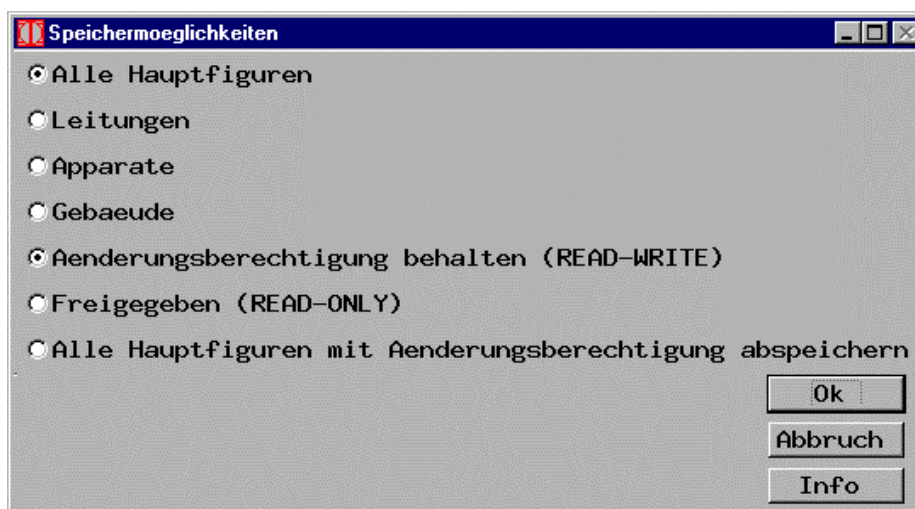 Speichermoeglichkeiten
Alle Hauptfiguren
Leitungen
Apparate
Gebaeude
Aenderungsberechtigung behalten (READ-WRITE)
Freigegeben (READ-ONLY)
Alle Hauptfiguren mit Aenderungsberechtigung abspeichern
Ok
Abbruch
Info